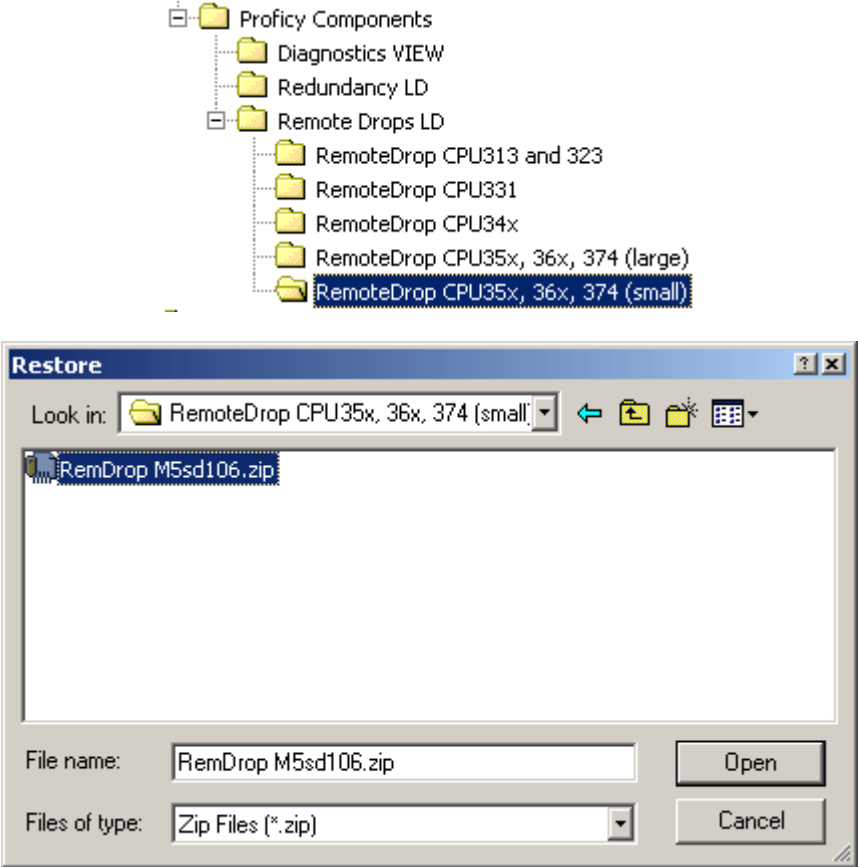 Proficy Components
Diagnostics VIEW
Redundancy LD
Remote Drops LD
RemoteDrop CPU313 and 323
RemoteDrop CPU331
RemoteDrop CPU34x
RemoteDrop CPU35x, 36x, 374 (large)
RemoteDrop CPU35x, 36x, 374 (small)
Restore
Look in: RemoteDrop CPU35x, 36x, 374 (small)
RemDrop M5sd106.zip
File name: RemDrop M5sd106.zip Open
Files of type: Zip Files (*.zip) Cancel